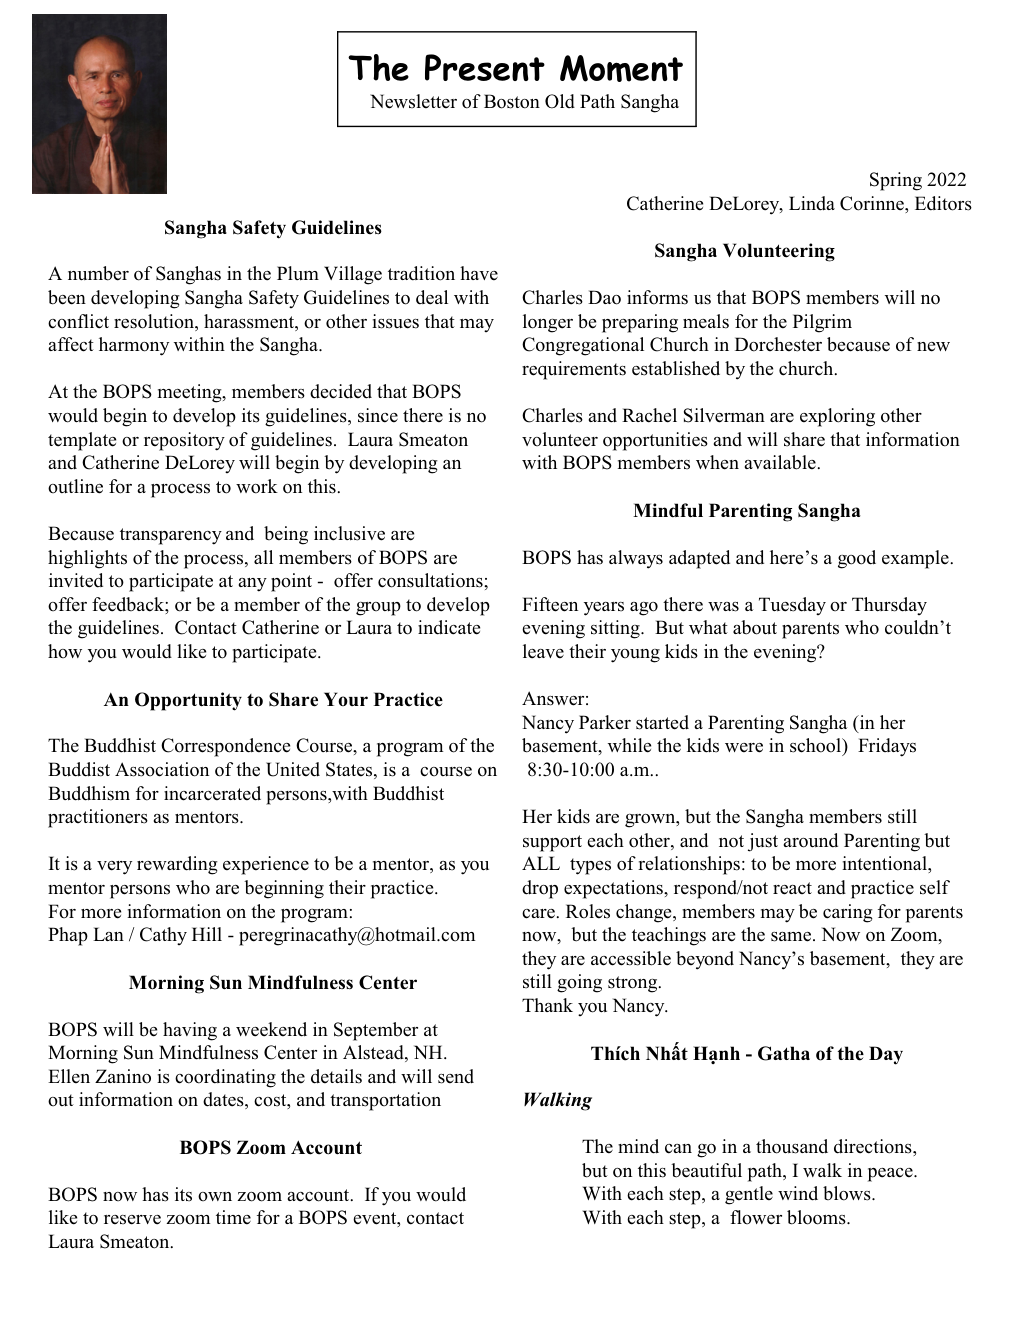 The Present Moment
Newsletter of Boston Old Path Sangha
Spring 2022
Catherine DeLorey, Linda Corinne, Editors
Sangha Safety Guidelines
A number of Sanghas in the Plum Village tradition have
been developing Sangha Safety Guidelines to deal with
conflict resolution, harassment, or other issues that may
affect harmony within the Sangha.
At the BOPS meeting, members decided that BOPS
would begin to develop its guidelines, since there is no
template or repository of guidelines.  Laura Smeaton
and Catherine DeLorey will begin by developing an
outline for a process to work on this.
Because transparency and  being inclusive are
highlights of the process, all members of BOPS are
invited to participate at any point -  offer consultations;
offer feedback; or be a member of the group to develop
the guidelines.  Contact Catherine or Laura to indicate
how you would like to participate.
An Opportunity to Share Your Practice
The Buddhist Correspondence Course, a program of the
Buddist Association of the United States, is a  course on
Buddhism for incarcerated persons,with Buddhist
practitioners as mentors.
It is a very rewarding experience to be a mentor, as you
mentor persons who are beginning their practice.
For more information on the program:
Phap Lan / Cathy Hill - peregrinacathy@hotmail.com
Morning Sun Mindfulness Center
BOPS will be having a weekend in September at
Morning Sun Mindfulness Center in Alstead, NH.
Ellen Zanino is coordinating the details and will send
out information on dates, cost, and transportation
BOPS Zoom Account
BOPS now has its own zoom account.  If you would
like to reserve zoom time for a BOPS event, contact
Laura Smeaton.
Sangha Volunteering
Charles Dao informs us that BOPS members will no
longer be preparing meals for the Pilgrim
Congregational Church in Dorchester because of new
requirements established by the church.
Charles and Rachel Silverman are exploring other
volunteer opportunities and will share that information
with BOPS members when available.
Mindful Parenting Sangha
BOPS has always adapted and here’s a good example.
Fifteen years ago there was a Tuesday or Thursday
evening sitting.  But what about parents who couldn’t
leave their young kids in the evening?
Answer:
Nancy Parker started a Parenting Sangha (in her
basement, while the kids were in school)  Fridays
8:30-10:00 a.m..
Her kids are grown, but the Sangha members still
support each other, and  not just around Parenting but
ALL  types of relationships: to be more intentional,
drop expectations, respond/not react and practice self
care. Roles change, members may be caring for parents
now,  but the teachings are the same. Now on Zoom,
they are accessible beyond Nancy’s basement,  they are
still going strong.
Thank you Nancy.
Thích Nhất Hạnh - Gatha of the Day
Walking
The mind can go in a thousand directions,
but on this beautiful path, I walk in peace.
With each step, a gentle wind blows.
With each step, a  flower blooms.